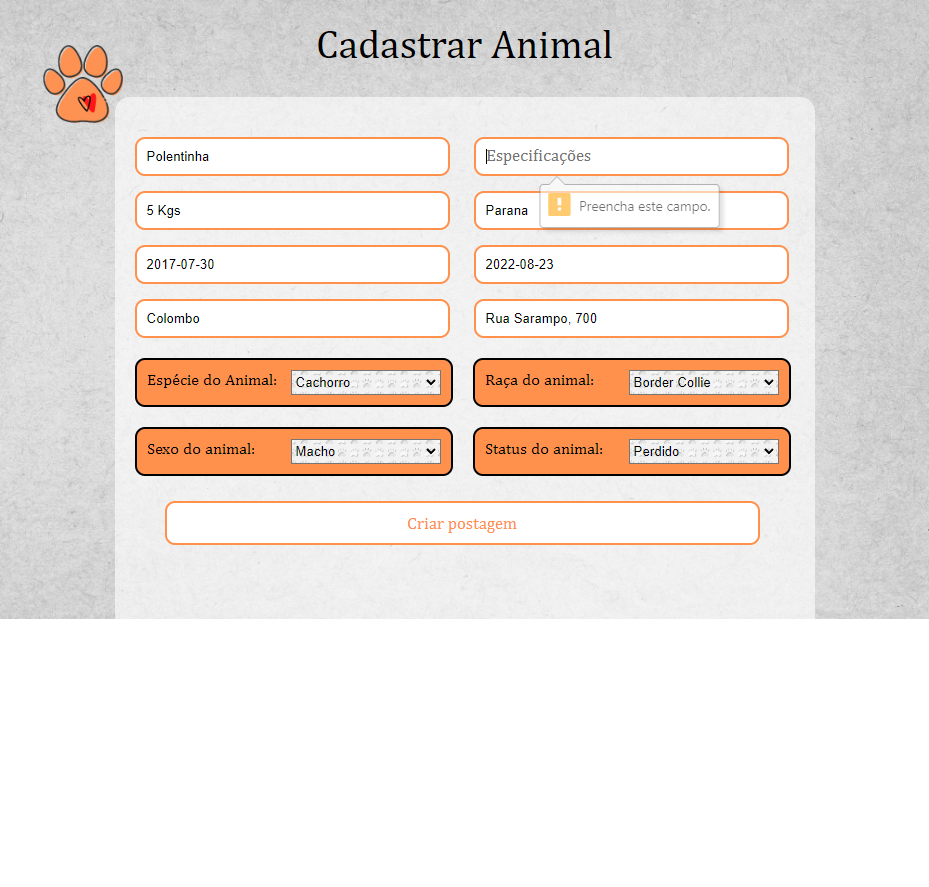 Cadastrar Animal
Polentinha
Especificações
5 Kgs
Parana
Preencha este campo.
2017-07-30
2022-08-23
Colombo
Rua Sarampo, 700
Espécie do Animal:
Cachorro
Raça do animal:
Border Collie
Sexo do animal:
Macho
Status do animal:
Perdido
Criar postagem